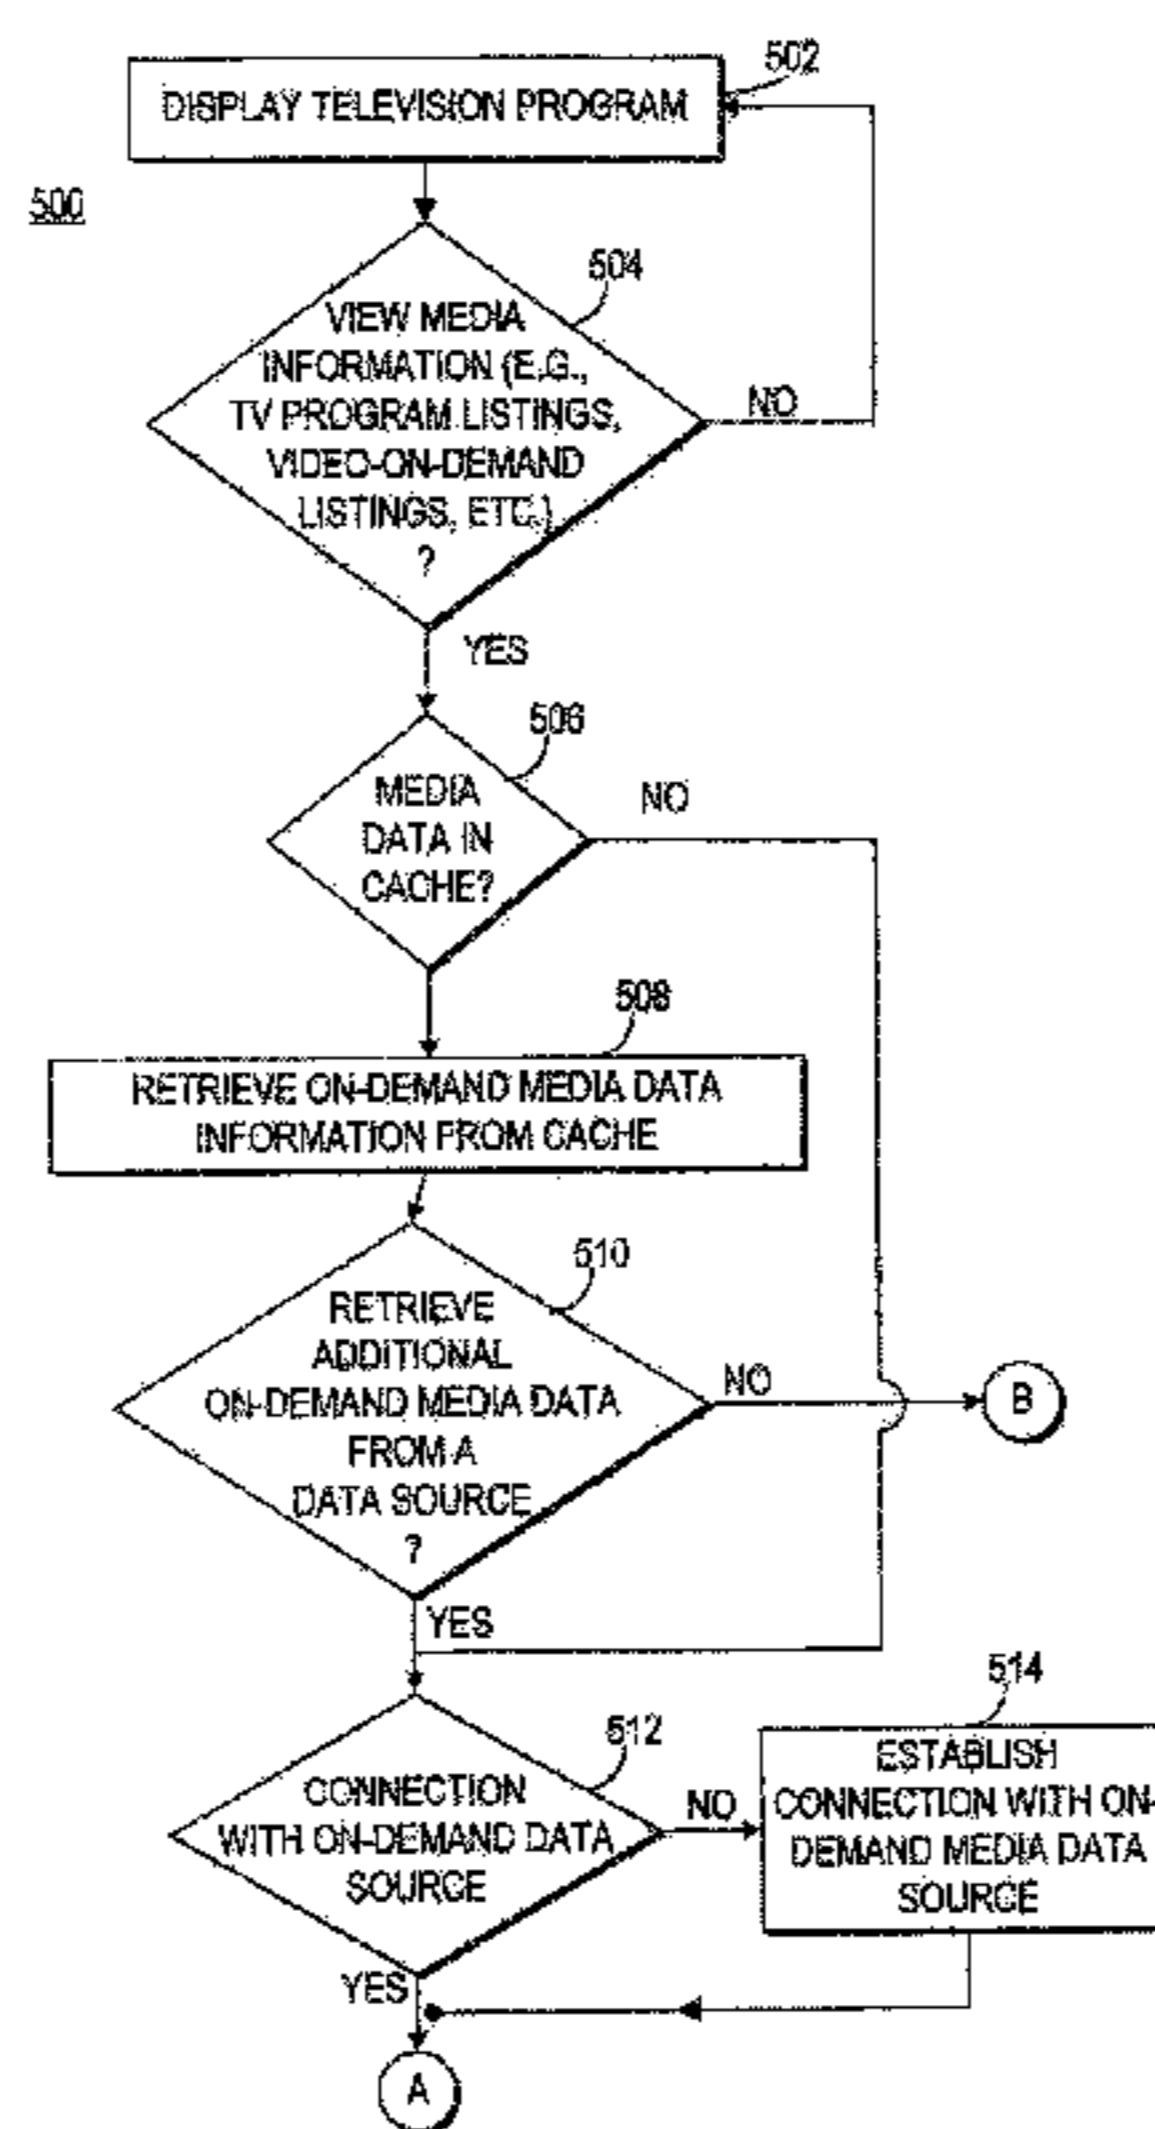 502
DISPLAY TELEVISION PROGRAM
500
504
VIEW MEDIA
INFORMATION (E.G.,
TV PROGRAM LISTINGS,
VIDEO-ON-DEMAND
LISTINGS, ETC.)
?
NO
YES
506
MEDIA
DATA IN
CACHE?
NO
508
RETRIEVE ON-DEMAND MEDIA DATA
INFORMATION FROM CACHE
510
RETRIEVE
ADDITIONAL
ON-DEMAND MEDIA DATA
FROM A
DATA SOURCE
?
NO
B
YES
512
CONNECTION
WITH ON-DEMAND DATA
SOURCE
NO
514
ESTABLISH
CONNECTION WITH ON-
DEMAND MEDIA DATA
SOURCE
YES
A